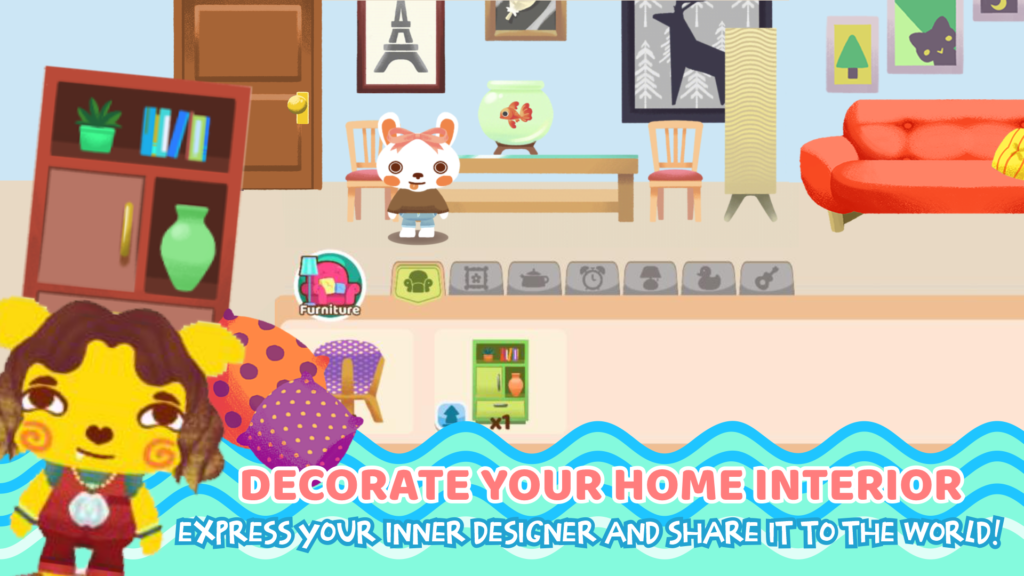 Furniture
x1
DECORATE YOUR HOME INTERIOR
EXPRESS YOUR INNER DESIGNER AND SHARE IT TO THE WORLD!